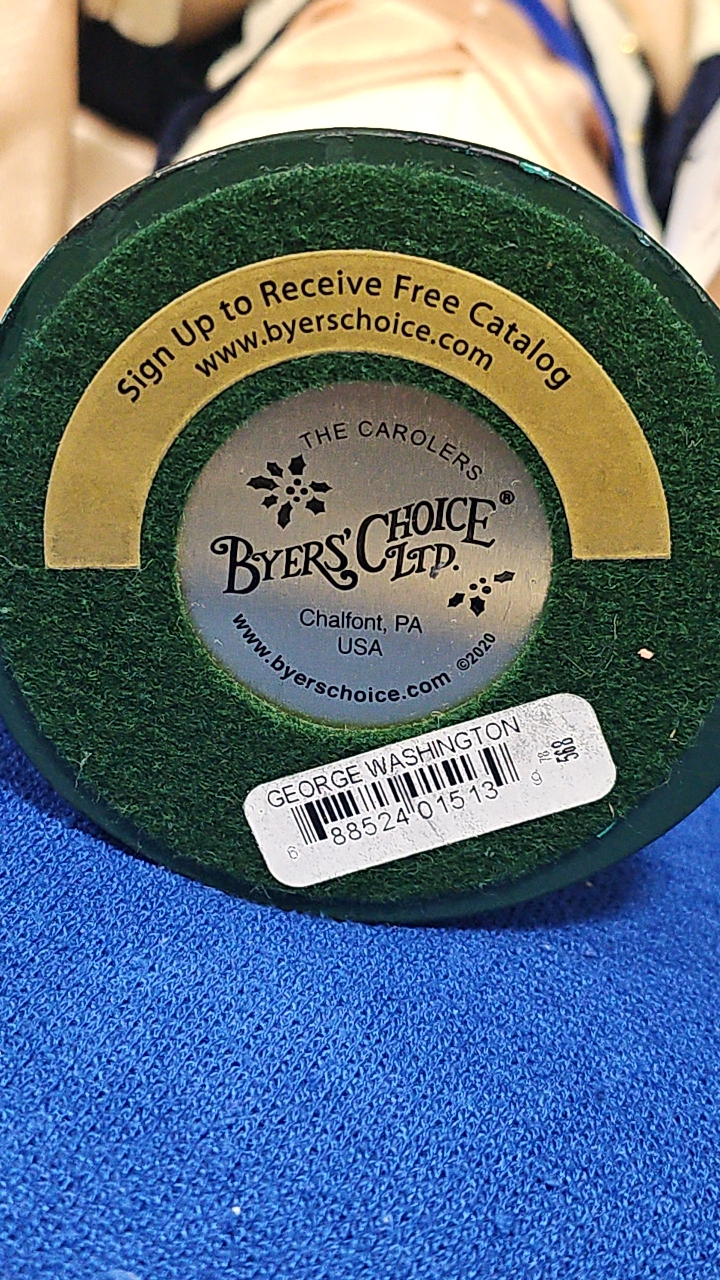 Sign Up to Receive Free Catalog
www.byerschoice.com
THE CAROLERS
BYERS' CHOICE®
LTD.
Chalfont, PA
USA
www.byerschoice.com ©2020
GEORGE WASHINGTON
6 88524 01513 9
78
568